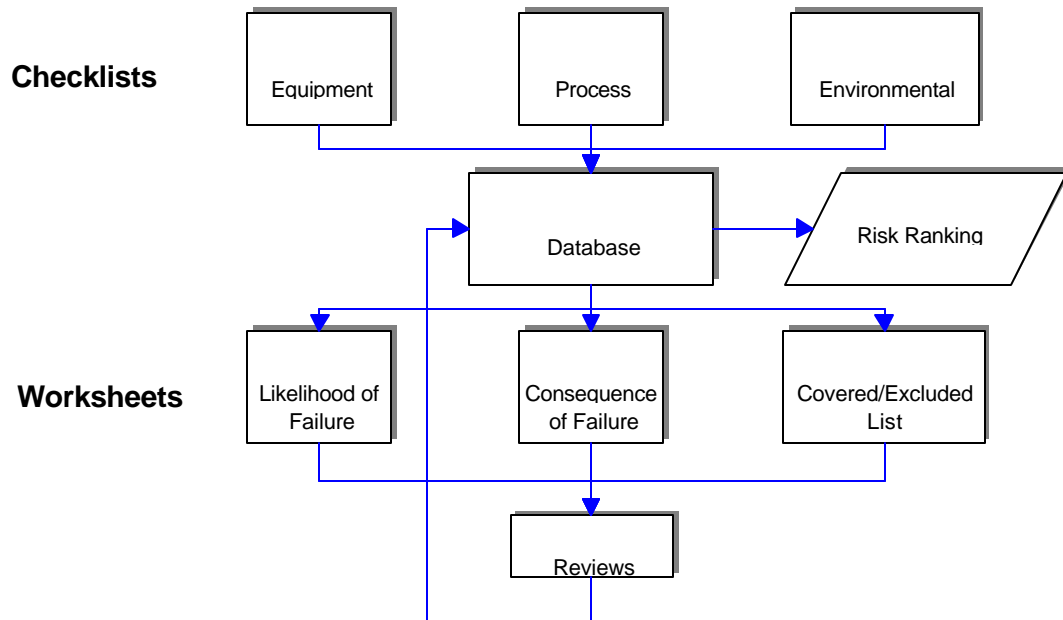 Checklists
Equipment
Process
Environmental
Database
Risk Ranking
Worksheets
Likelihood of
Failure
Consequence
of Failure
Covered/Excluded
List
Reviews